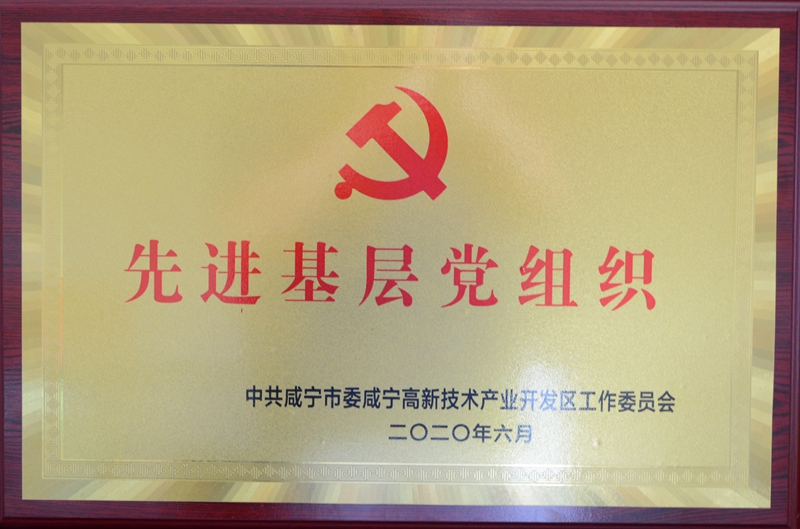 先进基层党组织
中共咸宁市委咸宁高新技术产业开发区工作委员会
二〇二〇年六月